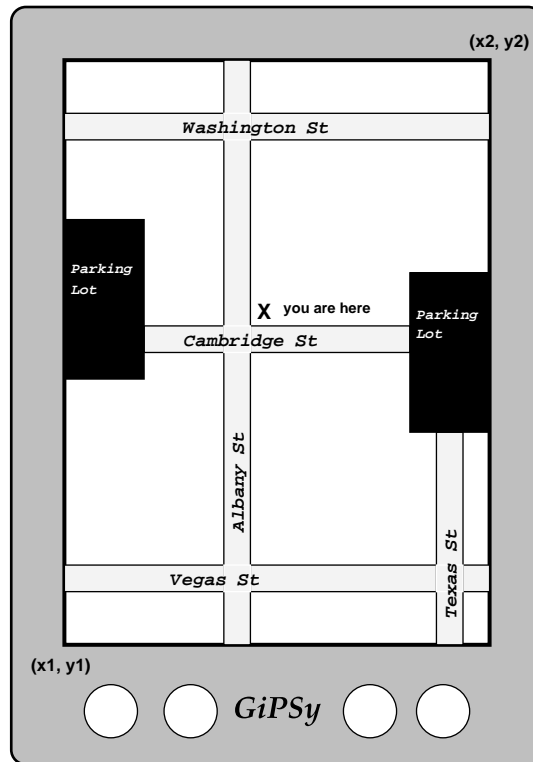 (x2, y2)
Washington St
Parking
Lot
X you are here
Parking
Lot
Cambridge St
Albany St
Vegas St
Texas St
(x1, y1)
GiPSy